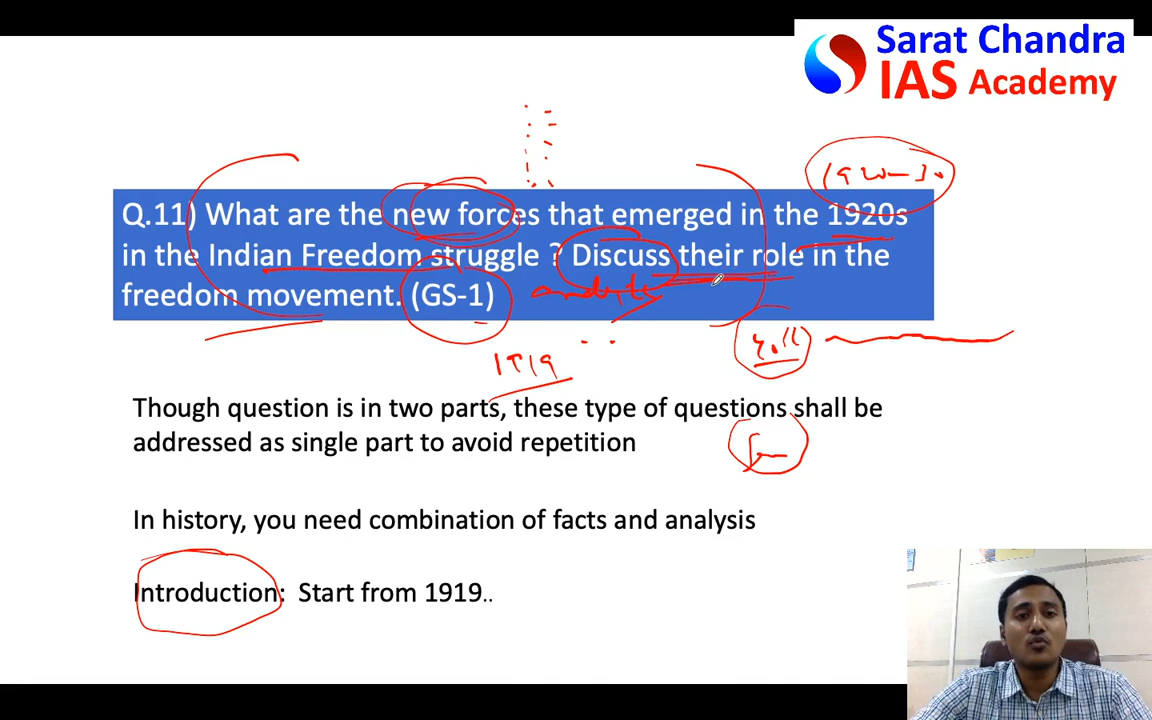 Sarat Chandra
IAS Academy
1920-30
Q.11) What are the new forces that emerged in the 1920s
in the Indian Freedom struggle ? Discuss their role in the
freedom movement. (GS-1)
1919
Though question is in two parts, these type of questions shall be
addressed as single part to avoid repetition
In history, you need combination of facts and analysis
Introduction: Start from 1919..